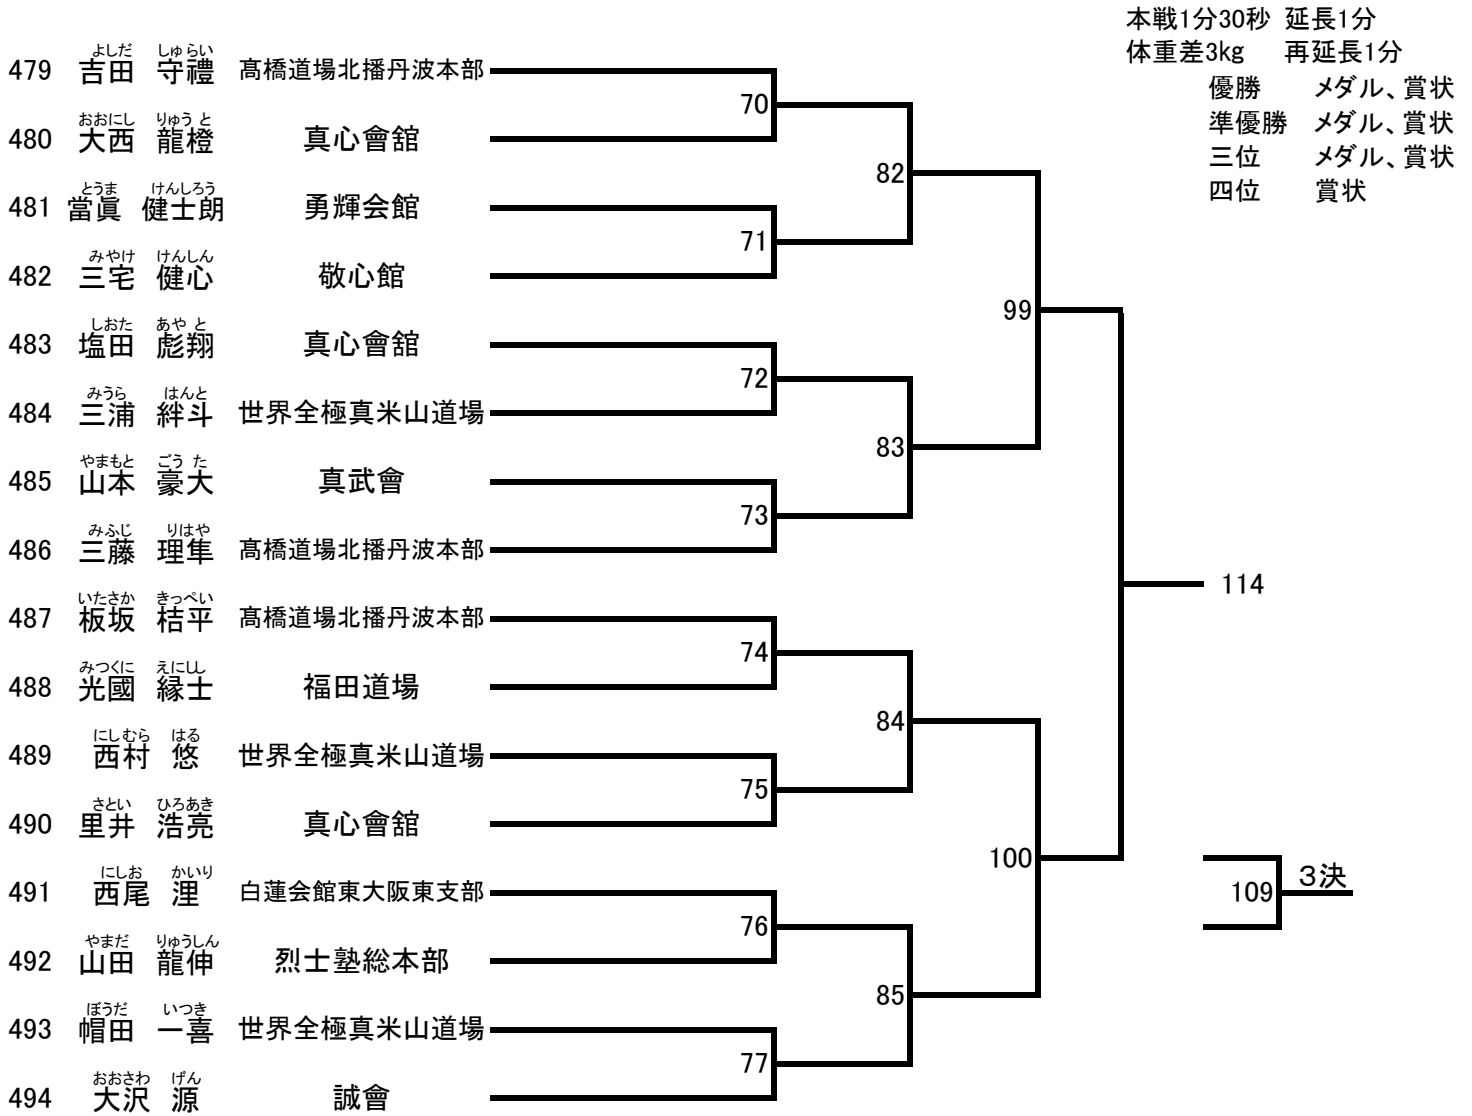 本戦1分30秒 延長1分
体重差3kg 再延長1分
優勝 メダル、賞状
準優勝 メダル、賞状
三位 メダル、賞状
四位 賞状
よしだ しゅらい
479 吉田 守禮 髙橋道場北播丹波本部
おおにし りゅうと
480 大西 龍橙 真心會舘
とうま けんしろう
481 當眞 健士朗 勇輝会館
みやけ けんしん
482 三宅 健心 敬心館
しおた あやと
483 塩田 彪翔 真心會舘
みうら はんと
484 三浦 絆斗 世界全極真米山道場
やまもと ごうた
485 山本 豪大 真武會
みふじ りはや
486 三藤 理隼 髙橋道場北播丹波本部
いたさか きっぺい
487 板坂 桔平 髙橋道場北播丹波本部
みつくに えにしし
488 光國 縁士 福田道場
にしむら はる
489 西村 悠 世界全極真米山道場
さとい ひろあき
490 里井 浩亮 真心會舘
にしお かいり
491 西尾 浬 白蓮会館東大阪東支部
やまだ りゅうしん
492 山田 龍伸 烈士塾総本部
ぼうだ いつき
493 帽田 一喜 世界全極真米山道場
おおさわ げん
494 大沢 源 誠會
70
71
72
73
74
75
76
77
82
83
84
85
99
100
114
109 3決